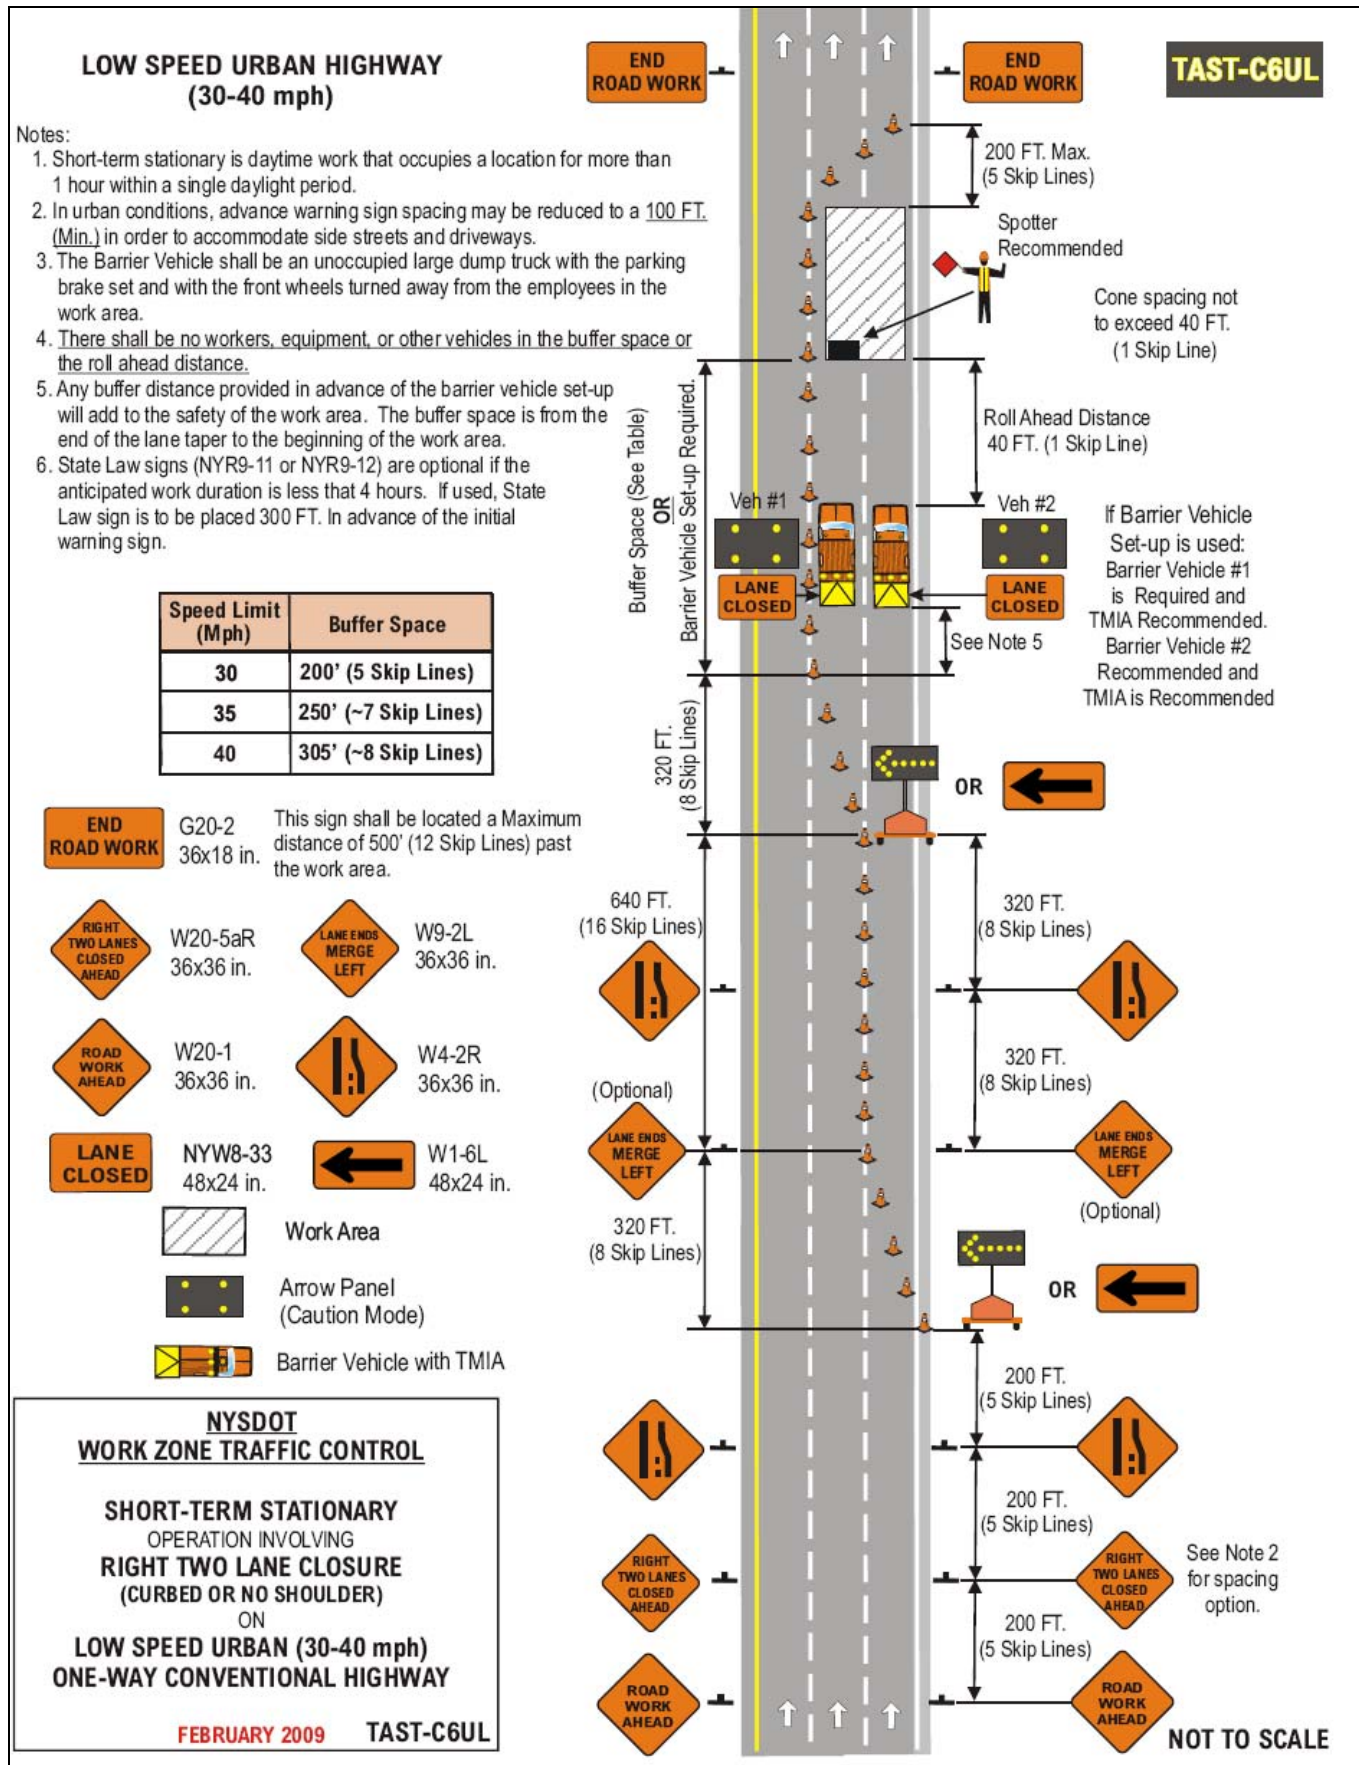 LOW SPEED URBAN HIGHWAY
(30-40 mph)
Notes:
1. Short-term stationary is daytime work that occupies a location for more than
1 hour within a single daylight period.
2. In urban conditions, advance warning sign spacing may be reduced to a 100 FT.
(Min.) in order to accommodate side streets and driveways.
3. The Barrier Vehicle shall be an unoccupied large dump truck with the parking
brake set and with the front wheels turned away from the employees in the
work area.
4. There shall be no workers, equipment, or other vehicles in the buffer space or
the roll ahead distance.
5. Any buffer distance provided in advance of the barrier vehicle set-up
will add to the safety of the work area. The buffer space is from the
end of the lane taper to the beginning of the work area.
6. State Law signs (NYR9-11 or NYR9-12) are optional if the
anticipated work duration is less that 4 hours. If used, State
Law sign is to be placed 300 FT. In advance of the initial
warning sign.
Speed Limit
(Mph)
Buffer Space
30
200' (5 Skip Lines)
35
250' (~7 Skip Lines)
40
305' (~8 Skip Lines)
END
ROAD WORK
G20-2
36x18 in.
This sign shall be located a Maximum
distance of 500' (12 Skip Lines) past
the work area.
RIGHT
TWO LANES
CLOSED
AHEAD
W20-5aR
36x36 in.
LANE ENDS
MERGE
LEFT
W9-2L
36x36 in.
ROAD
WORK
AHEAD
W20-1
36x36 in.
W4-2R
36x36 in.
LANE
CLOSED
NYW8-33
48x24 in.
W1-6L
48x24 in.
Work Area
Arrow Panel
(Caution Mode)
Barrier Vehicle with TMIA
NYSDOT
WORK ZONE TRAFFIC CONTROL
SHORT-TERM STATIONARY
OPERATION INVOLVING
RIGHT TWO LANE CLOSURE
(CURBED OR NO SHOULDER)
ON
LOW SPEED URBAN (30-40 mph)
ONE-WAY CONVENTIONAL HIGHWAY
FEBRUARY 2009 TAST-C6UL
END
ROAD WORK
END
ROAD WORK
TAST-C6UL
200 FT. Max.
(5 Skip Lines)
Spotter
Recommended
Cone spacing not
to exceed 40 FT.
(1 Skip Line)
Buffer Space (See Table)
OR
Barrier Vehicle Set-up Required.
Roll Ahead Distance
40 FT. (1 Skip Line)
Veh #1
Veh #2
LANE
CLOSED
LANE
CLOSED
If Barrier Vehicle
Set-up is used:
Barrier Vehicle #1
is Required and
TMIA Recommended.
Barrier Vehicle #2
Recommended and
TMIA is Recommended
See Note 5
320 FT.
(8 Skip Lines)
OR
640 FT.
(16 Skip Lines)
320 FT.
(8 Skip Lines)
320 FT.
(8 Skip Lines)
(Optional)
LANE ENDS
MERGE
LEFT
LANE ENDS
MERGE
LEFT
(Optional)
320 FT.
(8 Skip Lines)
OR
200 FT.
(5 Skip Lines)
200 FT.
(5 Skip Lines)
RIGHT
TWO LANES
CLOSED
AHEAD
RIGHT
TWO LANES
CLOSED
AHEAD
See Note 2
for spacing
option.
200 FT.
(5 Skip Lines)
ROAD
WORK
AHEAD
ROAD
WORK
AHEAD
NOT TO SCALE